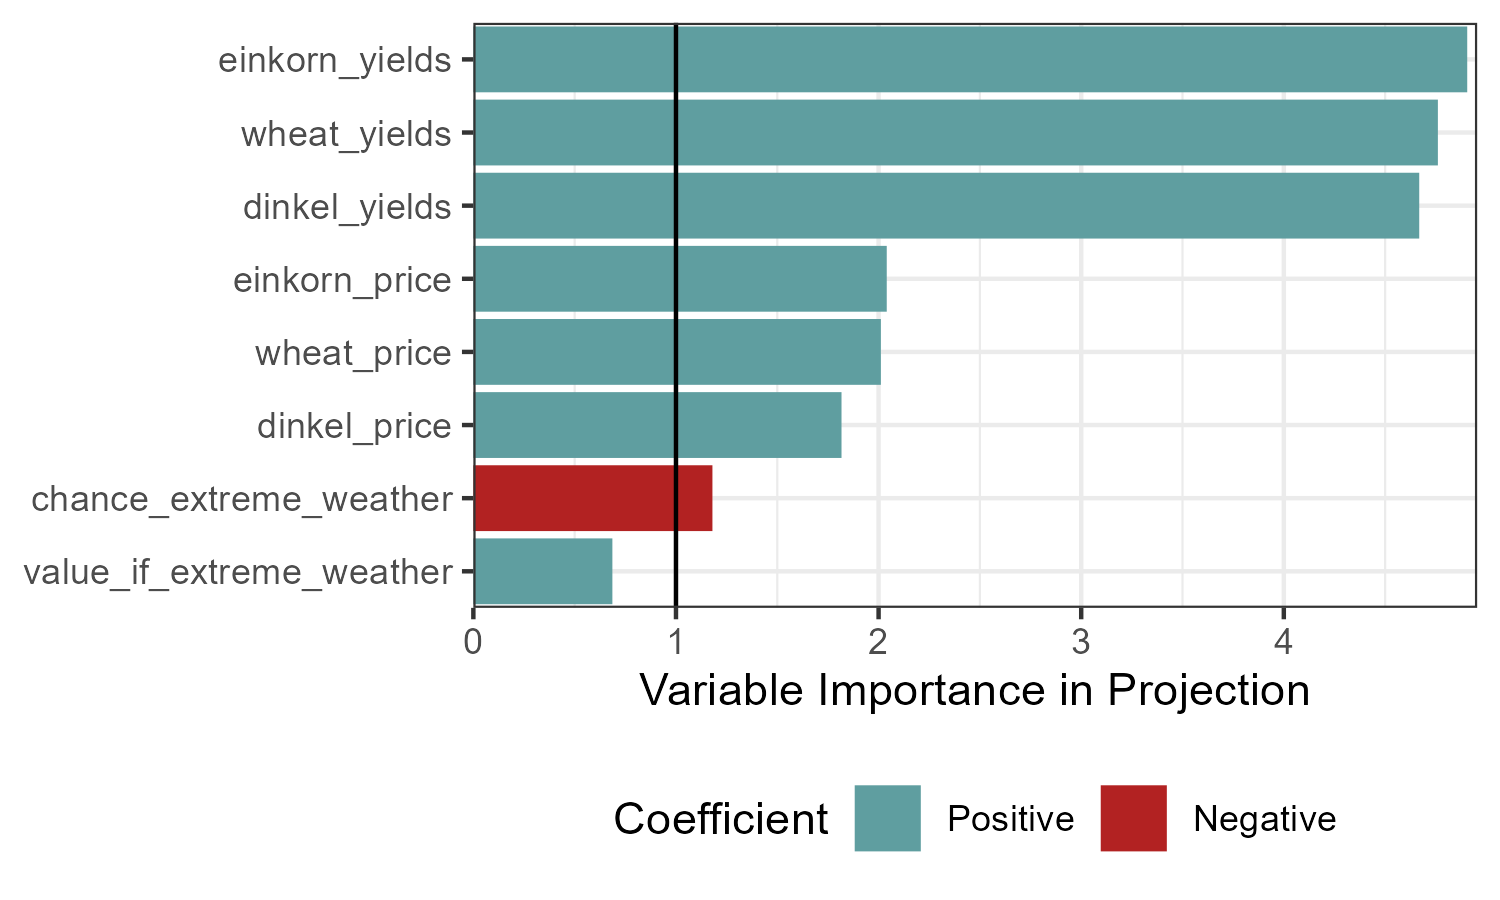 einkorn_yields
wheat_yields
dinkel_yields
einkorn_price
wheat_price
dinkel_price
chance_extreme_weather
value_if_extreme_weather
0 1 2 3 4
Variable Importance in Projection
Coefficient Positive Negative